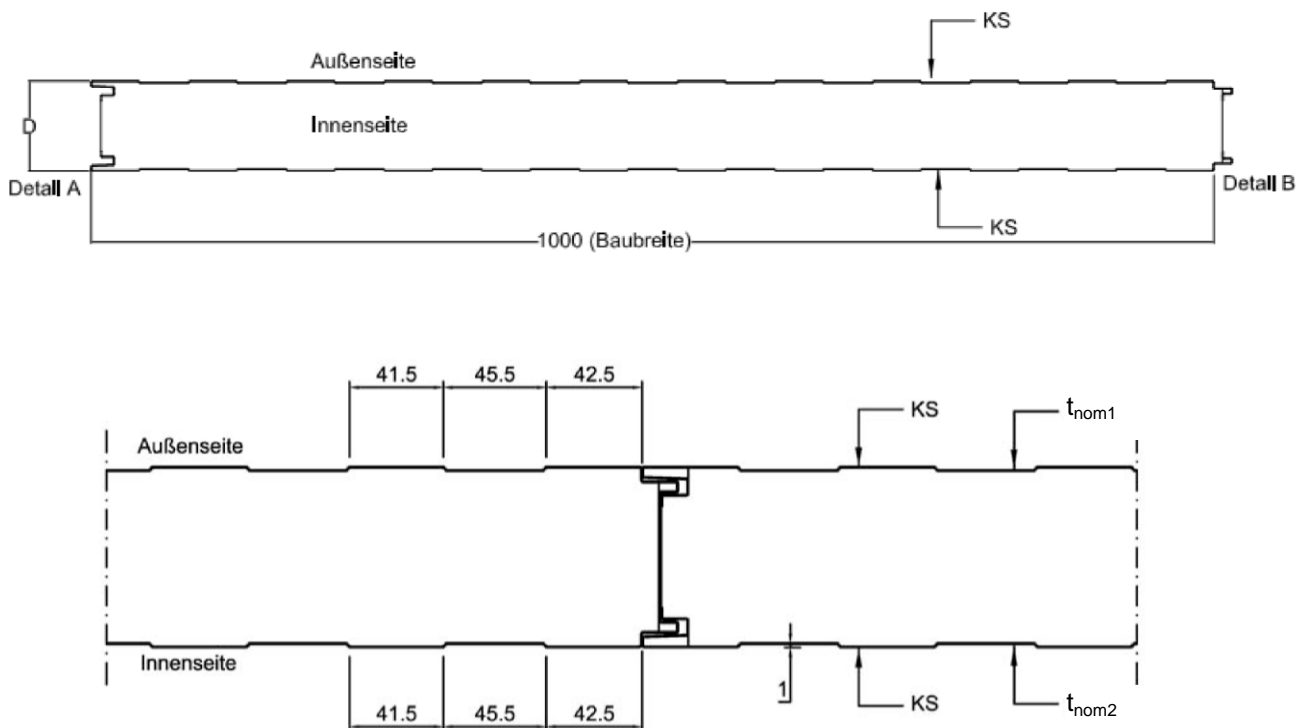 KS
Außenseite
D
Innenseite
Detail A
Detail B
KS
1000 (Baubreite)
41.5 45.5 42.5
KS
tnom1
Außenseite
Innenseite
1
KS
tnom2
41.5 45.5 42.5